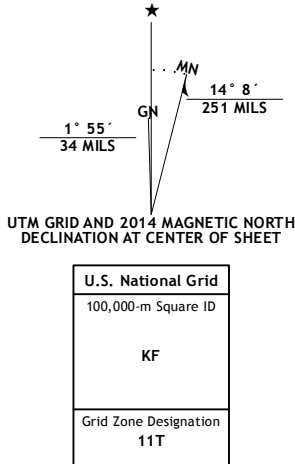 ★
MN
GN
14° 8´
251 MILS
1° 55´
34 MILS
UTM GRID AND 2014 MAGNETIC NORTH
DECLINATION AT CENTER OF SHEET
U.S. National Grid
100,000-m Square ID
KF
Grid Zone Designation
11T